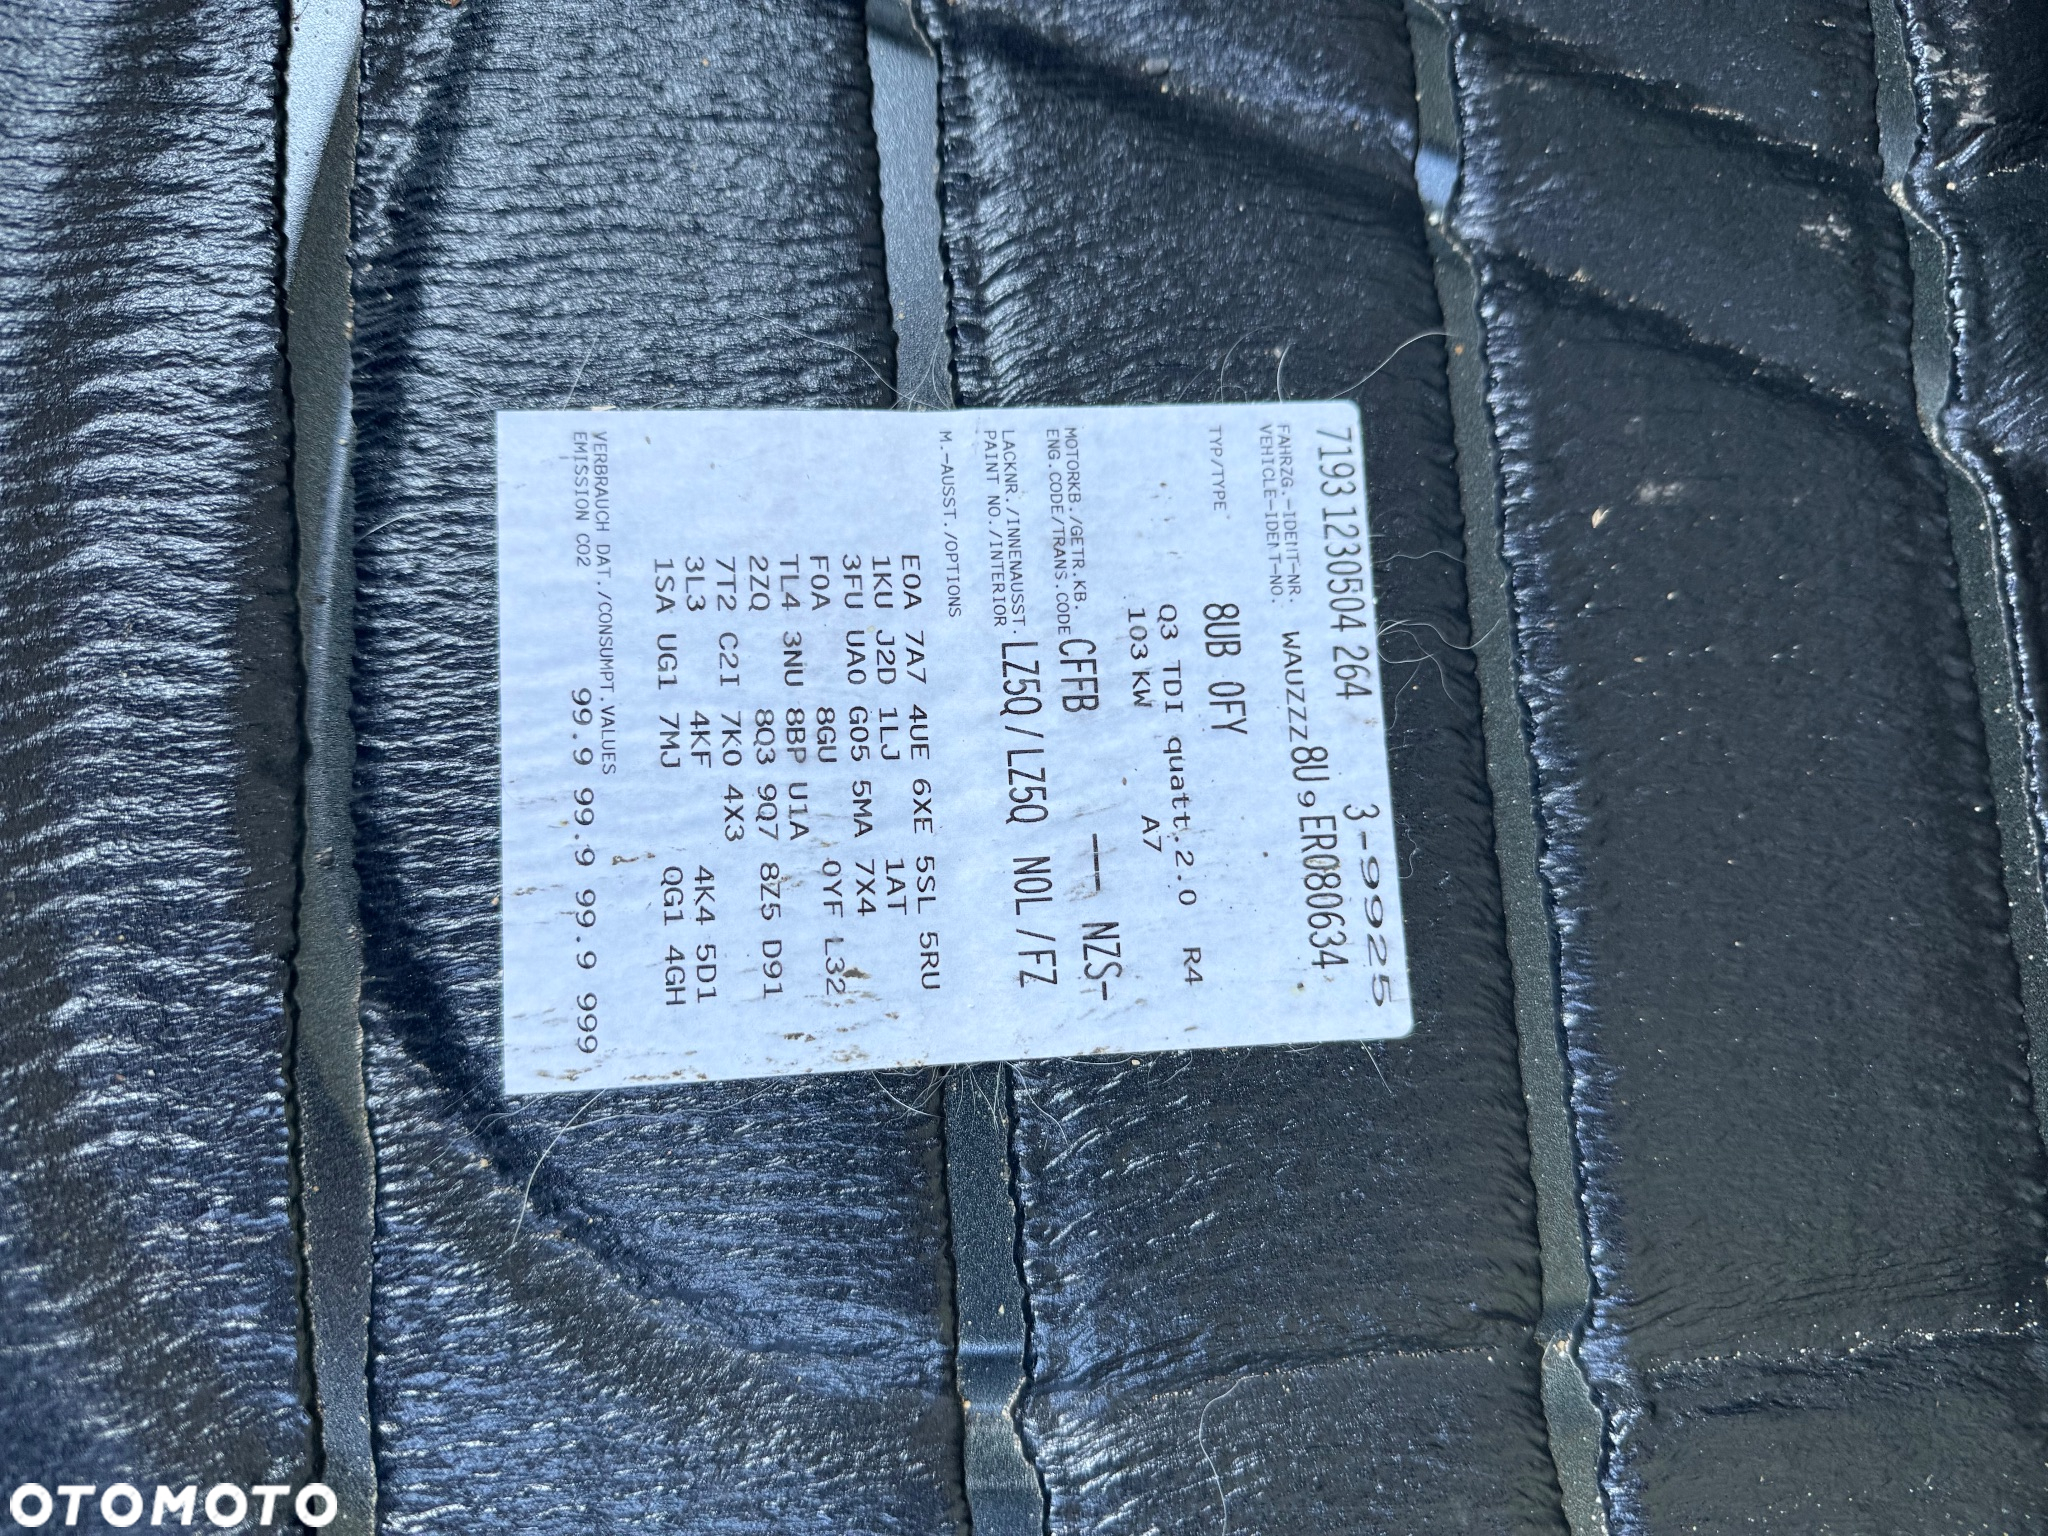 71931230504 264 3-9925
FAHRZG.-IDENT-NR.
VEHICLE-IDENT-NO. WAUZZZ8U9ER080634
TYP/TYPE 8UB 0FY
Q3 TDI quatt.2.0 R4
103 KW A7
MOTORKB./GETR.KB.
ENG.CODE/TRANS.CODE CFFB --- NZS-
LACKNR./INNENAUSST.
PAINT NO./INTERIOR LZ5Q/LZ5Q N0L/FZ
M.-AUSST./OPTIONS
E0A 7A7 4UE 6XE 5SL 5RU
1KU J2D 1LJ 1AT
3FU UA0 G05 5MA 7X4
F0A 8GU 0YF L32
TL4 3NU 8BP U1A
2ZQ 8Q3 9Q7 8Z5 D91
7T2 C2I 7K0 4X3
3L3 4KF 4K4 5D1
1SA UG1 7MJ QG1 4GH
VERBRAUCH DAT./CONSUMPT.VALUES
EMISSION CO2 99.9 99.9 99.9 999
OTOMOTO